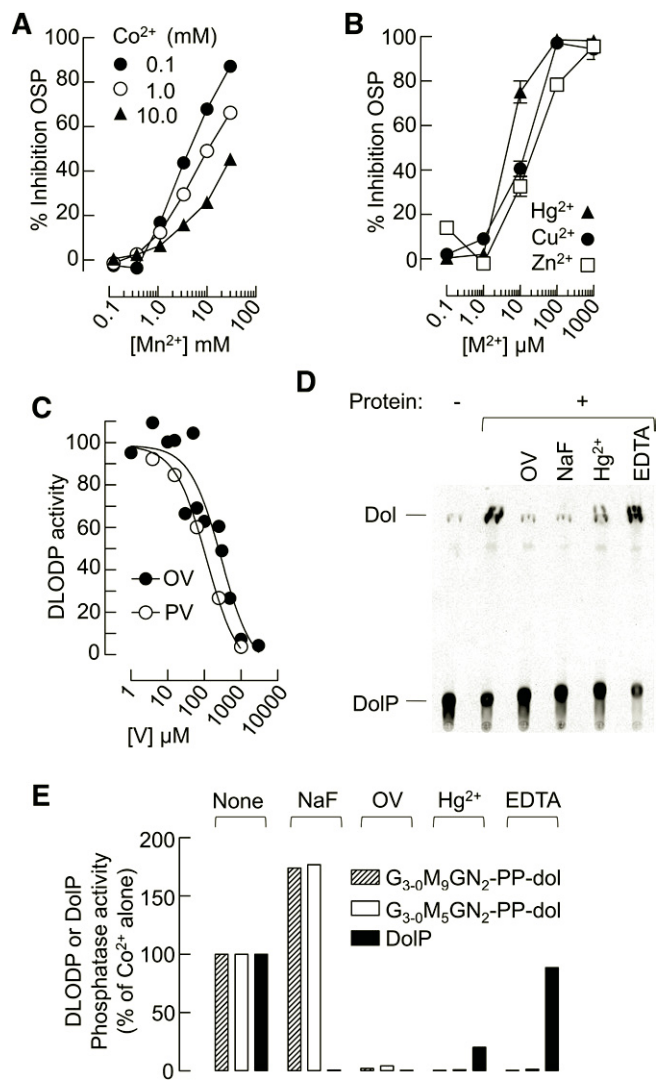 A
Co²⁺ (mM)
0.1
1.0
10.0
% Inhibition OSP
100
80
60
40
20
0
0.1
1.0
10
100
[Mn²⁺] mM
B
% Inhibition OSP
100
80
60
40
20
0
Hg²⁺
Cu²⁺
Zn²⁺
0.1
1.0
10
100
1000
[M²⁺] µM
C
DLODP activity
100
80
60
40
20
0
OV
PV
1
10
100
1000
10000
[V] µM
D
Protein: - +
OV
NaF
Hg²⁺
EDTA
Dol
DolP
E
None NaF OV Hg²⁺ EDTA
DLODP or DolP
Phosphatase activity
(% of Co²⁺ alone)
200
150
100
50
0
G₃₋₀M₉GN₂-PP-dol
G₃₋₀M₅GN₂-PP-dol
DolP